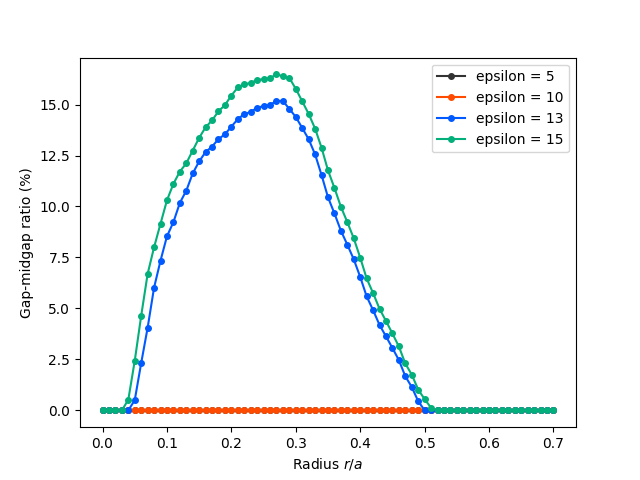 epsilon = 5
epsilon = 10
epsilon = 13
epsilon = 15
Gap-midgap ratio (%)
15.0
12.5
10.0
7.5
5.0
2.5
0.0
0.0 0.1 0.2 0.3 0.4 0.5 0.6 0.7
Radius r/a